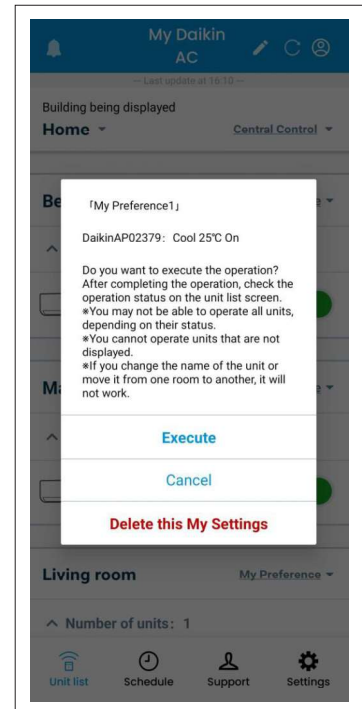 My Daikin
AC
-- Last update at 16:10 --
Building being displayed
Home
Central Control
Be
「My Preference1」
DaikinAP02379: Cool 25℃ On
Do you want to execute the operation?
After completing the operation, check the
operation status on the unit list screen.
※You may not be able to operate all units,
depending on their status.
※You cannot operate units that are not
displayed.
※If you change the name of the unit or
move it from one room to another, it will
not work.
Ma
Execute
Cancel
Delete this My Settings
Living room
My Preference
Number of units: 1
Unit list
Schedule
Support
Settings